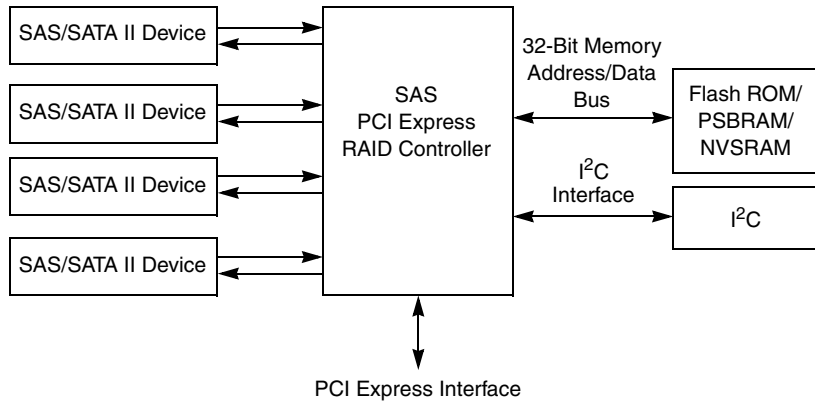 SAS/SATA II Device
SAS/SATA II Device
SAS/SATA II Device
SAS/SATA II Device
SAS
PCI Express
RAID Controller
32-Bit Memory
Address/Data
Bus
I²C
Interface
Flash ROM/
PSBRAM/
NVSRAM
I²C
PCI Express Interface